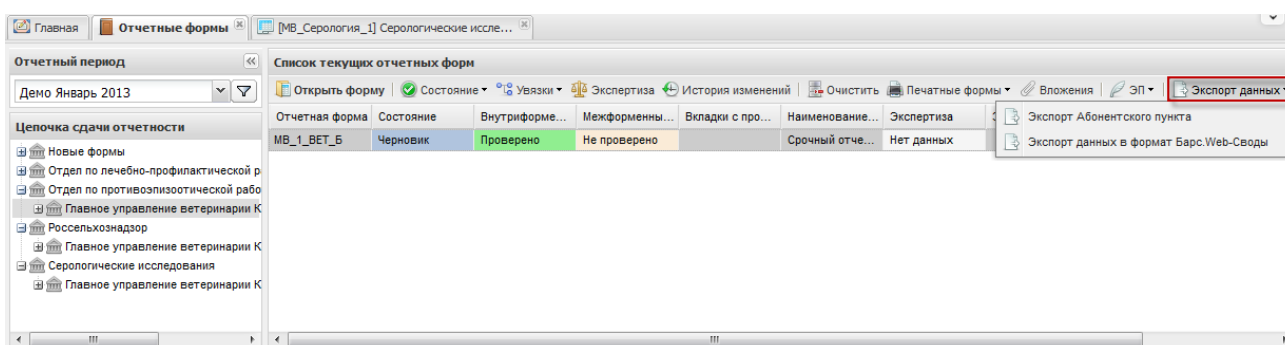 Главная Отчетные формы [МВ_Серология_1] Серологические иссле...
Отчетный период
Список текущих отчетных форм
Демо Январь 2013
Открыть форму Состояние Увязки Экспертиза История изменений Очистить Печатные формы Вложения ЭП Экспорт данных
Экспорт Абонентского пункта
Экспорт данных в формат Барс.Web-Своды
Отчетная форма Состояние Внутриформе... Межформенны... Вкладки с про... Наименование... Экспертиза
МВ_1_ВЕТ_Б Черновик Проверено Не проверено Срочный отче... Нет данных
Цепочка сдачи отчетности
Новые формы
Отдел по лечебно-профилактической р
Отдел по противоэпизоотической рабо
Главное управление ветеринарии К
Россельхознадзор
Главное управление ветеринарии К
Серологические исследования
Главное управление ветеринарии К